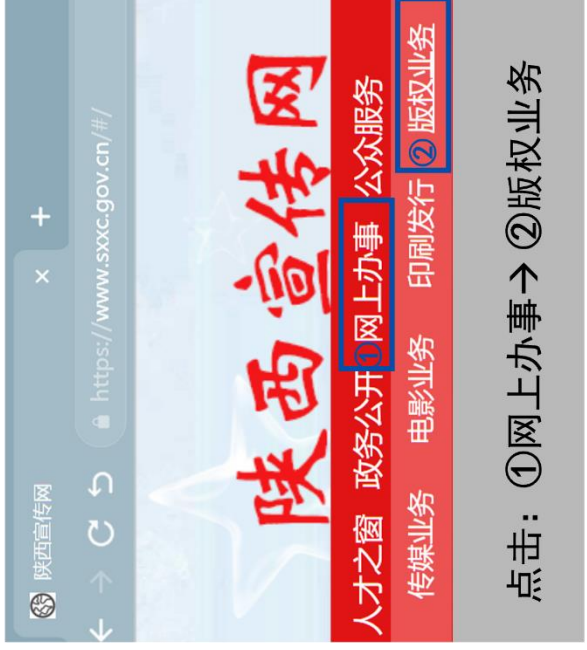 陕西宣传网 × +
https://www.sxxc.gov.cn/#/
陕西宣传网
人才之窗 政务公开 ①网上办事 公众服务
传媒业务 电影业务 印刷发行 ②版权业务
点击：①网上办事→②版权业务